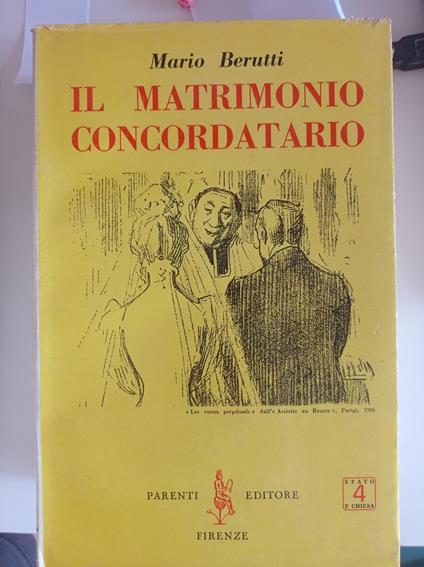 Mario Berutti
IL MATRIMONIO
CONCORDATARIO
« Les vœux perpétuels » dall'« Assiette au Beurre », Parigi, 1906
PARENTI EDITORE
FIRENZE
STATO
4
E CHIESA